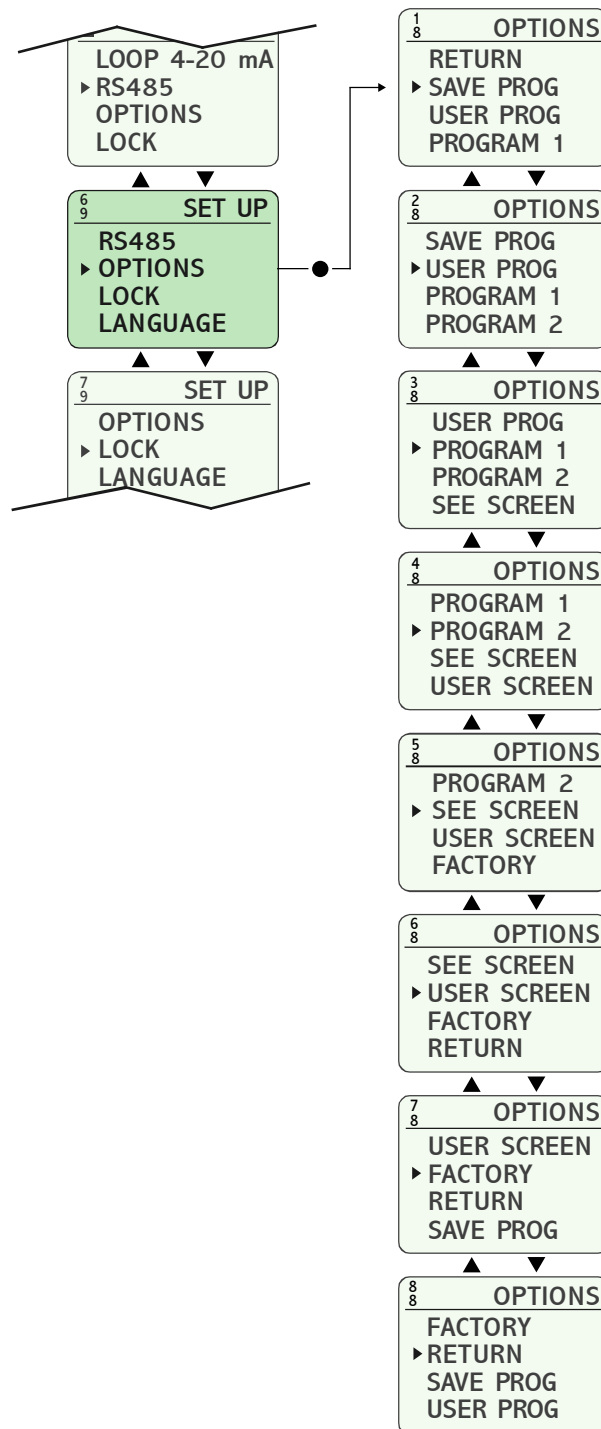 LOOP 4-20 mA
RS485
OPTIONS
LOCK
6
9 SET UP
RS485
OPTIONS
LOCK
LANGUAGE
7
9 SET UP
OPTIONS
LOCK
LANGUAGE
1
8 OPTIONS
RETURN
SAVE PROG
USER PROG
PROGRAM 1
2
8 OPTIONS
SAVE PROG
USER PROG
PROGRAM 1
PROGRAM 2
3
8 OPTIONS
USER PROG
PROGRAM 1
PROGRAM 2
SEE SCREEN
4
8 OPTIONS
PROGRAM 1
PROGRAM 2
SEE SCREEN
USER SCREEN
5
8 OPTIONS
PROGRAM 2
SEE SCREEN
USER SCREEN
FACTORY
6
8 OPTIONS
SEE SCREEN
USER SCREEN
FACTORY
RETURN
7
8 OPTIONS
USER SCREEN
FACTORY
RETURN
SAVE PROG
8
8 OPTIONS
FACTORY
RETURN
SAVE PROG
USER PROG